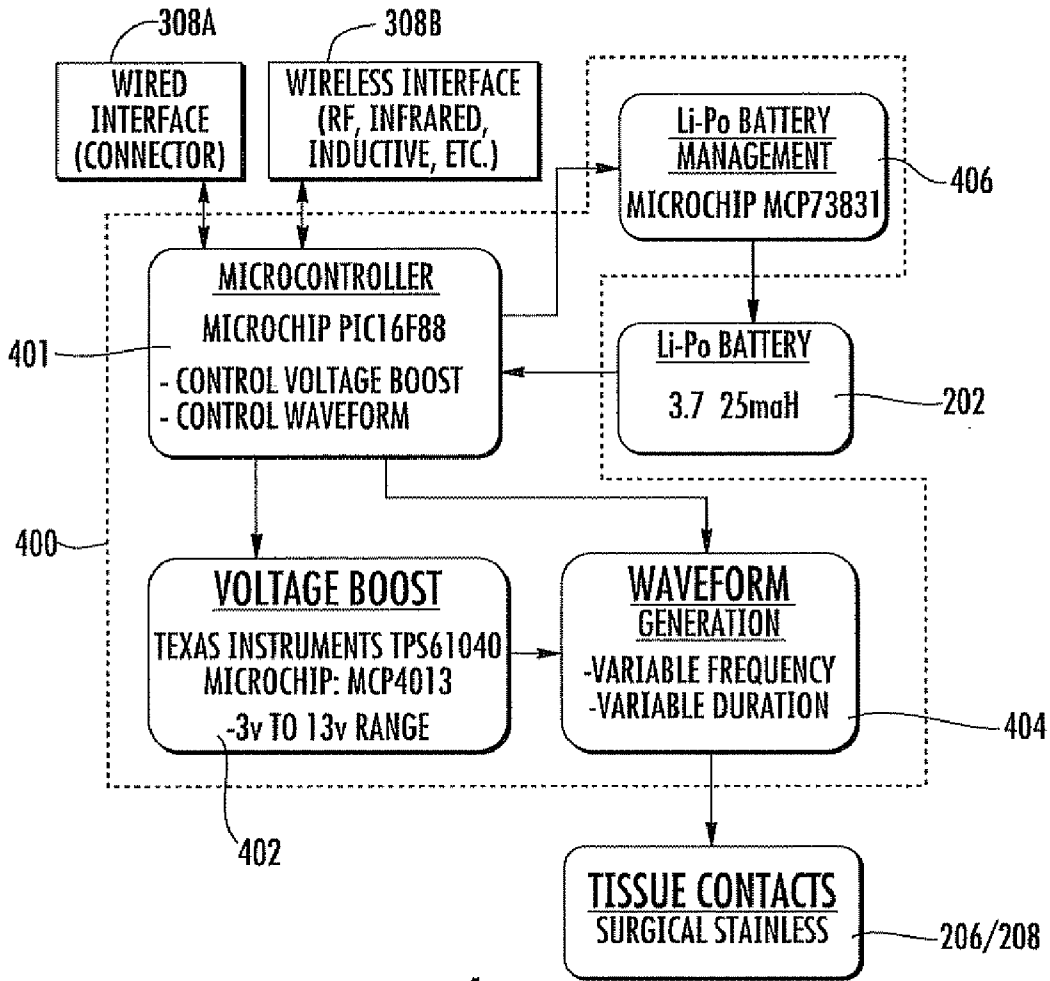 308A
308B
WIRED
INTERFACE
(CONNECTOR)
WIRELESS INTERFACE
(RF, INFRARED,
INDUCTIVE, ETC.)
Li-Po BATTERY
MANAGEMENT
MICROCHIP MCP73831
406
MICROCONTROLLER
MICROCHIP PIC16F88
- CONTROL VOLTAGE BOOST
- CONTROL WAVEFORM
401
Li-Po BATTERY
3.7 25maH
202
400
VOLTAGE BOOST
TEXAS INSTRUMENTS TPS61040
MICROCHIP: MCP4013
-3v TO 13v RANGE
402
WAVEFORM
GENERATION
-VARIABLE FREQUENCY
-VARIABLE DURATION
404
TISSUE CONTACTS
SURGICAL STAINLESS
206/208